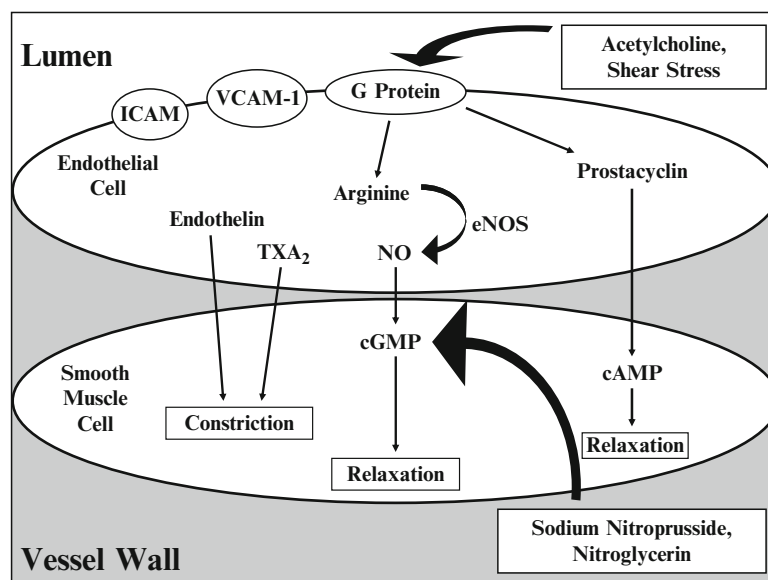 Lumen
Acetylcholine,
Shear Stress
ICAM
VCAM-1
G Protein
Endothelial
Cell
Arginine
Prostacyclin
Endothelin
eNOS
TXA₂
NO
cGMP
Smooth
Muscle
Cell
cAMP
Constriction
Relaxation
Relaxation
Sodium Nitroprusside,
Nitroglycerin
Vessel Wall